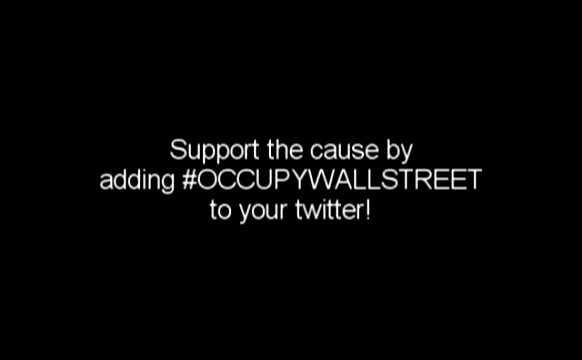 Support the cause by
adding #OCCUPYWALLSTREET
to your twitter!